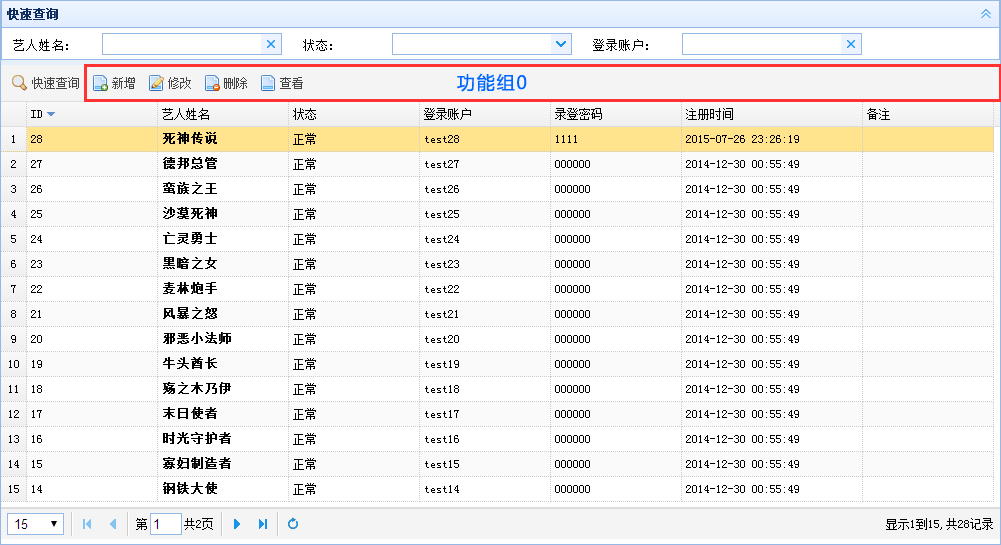 快速查询
艺人姓名： 状态： 登录账户：
快速查询 新增 修改 删除 查看 功能组0
ID 艺人姓名 状态 登录账户 录登密码 注册时间 备注
1 28 死神传说 正常 test28 1111 2015-07-26 23:26:19
2 27 德邦总管 正常 test27 000000 2014-12-30 00:55:49
3 26 蛮族之王 正常 test26 000000 2014-12-30 00:55:49
4 25 沙漠死神 正常 test25 000000 2014-12-30 00:55:49
5 24 亡灵勇士 正常 test24 000000 2014-12-30 00:55:49
6 23 黑暗之女 正常 test23 000000 2014-12-30 00:55:49
7 22 麦林炮手 正常 test22 000000 2014-12-30 00:55:49
8 21 风暴之怒 正常 test21 000000 2014-12-30 00:55:49
9 20 邪恶小法师 正常 test20 000000 2014-12-30 00:55:49
10 19 牛头酋长 正常 test19 000000 2014-12-30 00:55:49
11 18 殇之木乃伊 正常 test18 000000 2014-12-30 00:55:49
12 17 末日使者 正常 test17 000000 2014-12-30 00:55:49
13 16 时光守护者 正常 test16 000000 2014-12-30 00:55:49
14 15 寡妇制造者 正常 test15 000000 2014-12-30 00:55:49
15 14 钢铁大使 正常 test14 000000 2014-12-30 00:55:49
15 第 1 共2页 显示1到15,共28记录